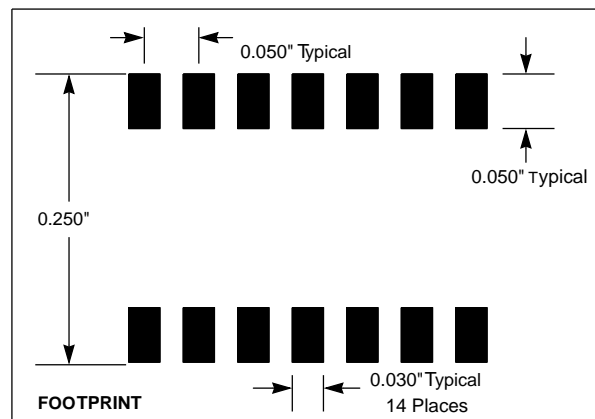 0.050" Typical
0.050" Typical
0.250"
0.030" Typical
14 Places
FOOTPRINT